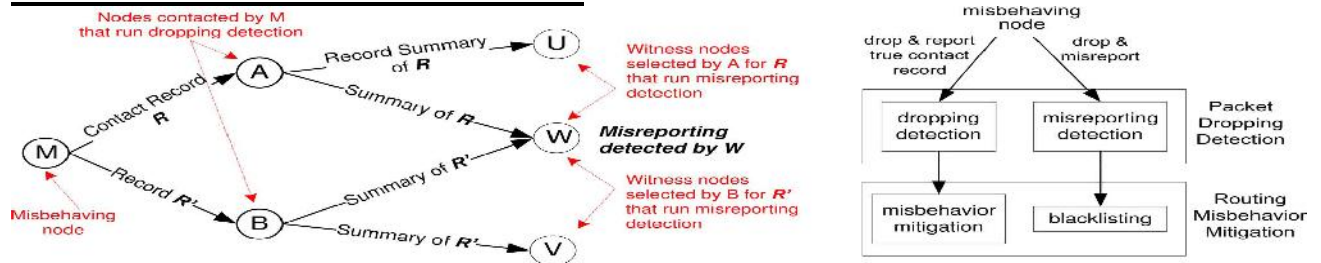 Nodes contacted by M
that run dropping detection
A
Record Summary
of R
U
Witness nodes
selected by A for R
that run misreporting
detection
Contact Record
R
Summary of R
M
W
Misreporting
detected by W
Record R'
Summary of R'
Misbehaving
node
B
Summary of R'
V
Witness nodes
selected by B for R'
that run misreporting
detection
misbehaving
node
drop & report
true contact
record
drop &
misreport
dropping
detection
misreporting
detection
Packet
Dropping
Detection
misbehavior
mitigation
blacklisting
Routing
Misbehavior
Mitigation